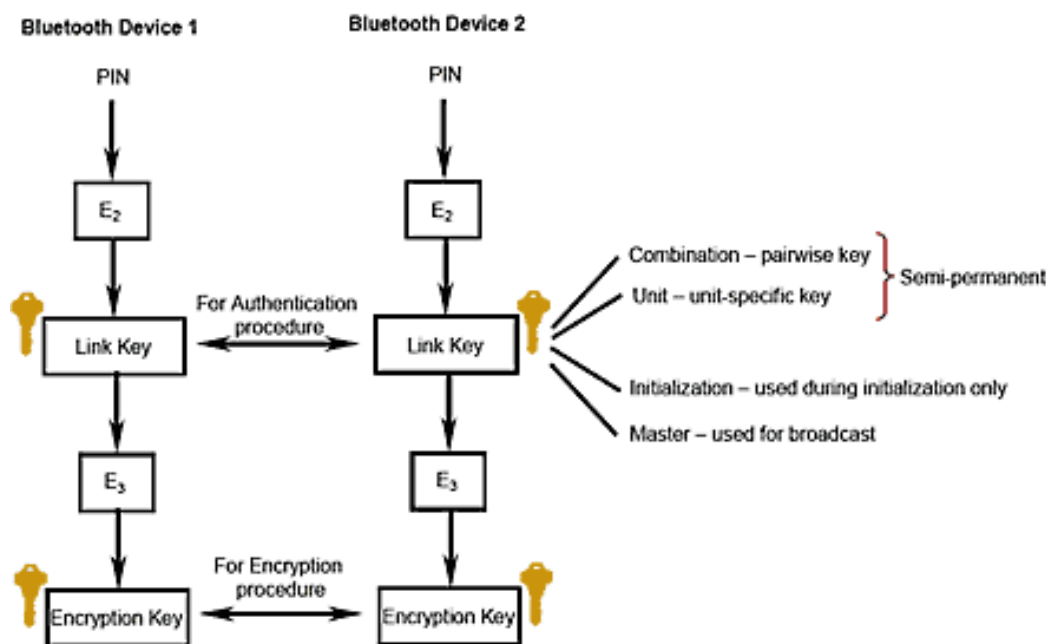 Bluetooth Device 1
Bluetooth Device 2
PIN
PIN
E2
E2
Combination – pairwise key
Unit – unit-specific key
Semi-permanent
For Authentication
procedure
Link Key
Link Key
Initialization – used during initialization only
Master – used for broadcast
E3
E3
For Encryption
procedure
Encryption Key
Encryption Key